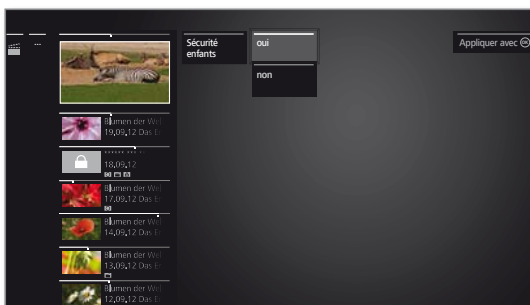 ...
Sécurité
enfants
oui
non
Appliquer avec OK
Blumen der Wel
19.09.12 Das E
****** *** **
18.09.12
Blumen der Wel
17.09.12 Das E
Blumen der Wel
14.09.12 Das E
Blumen der Wel
13.09.12 Das E
Blumen der Wel
12.09.12 Das E